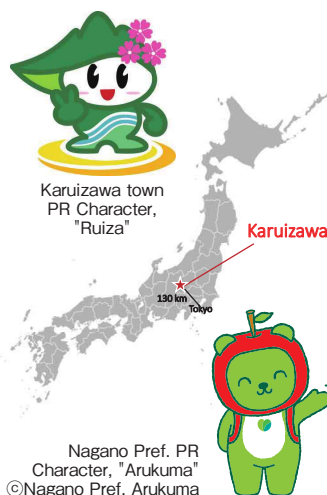 Karuizawa town
PR Character,
"Ruiza"
Karuizawa
130 km
Tokyo
Nagano Pref. PR
Character, "Arukuma"
©Nagano Pref. Arukuma